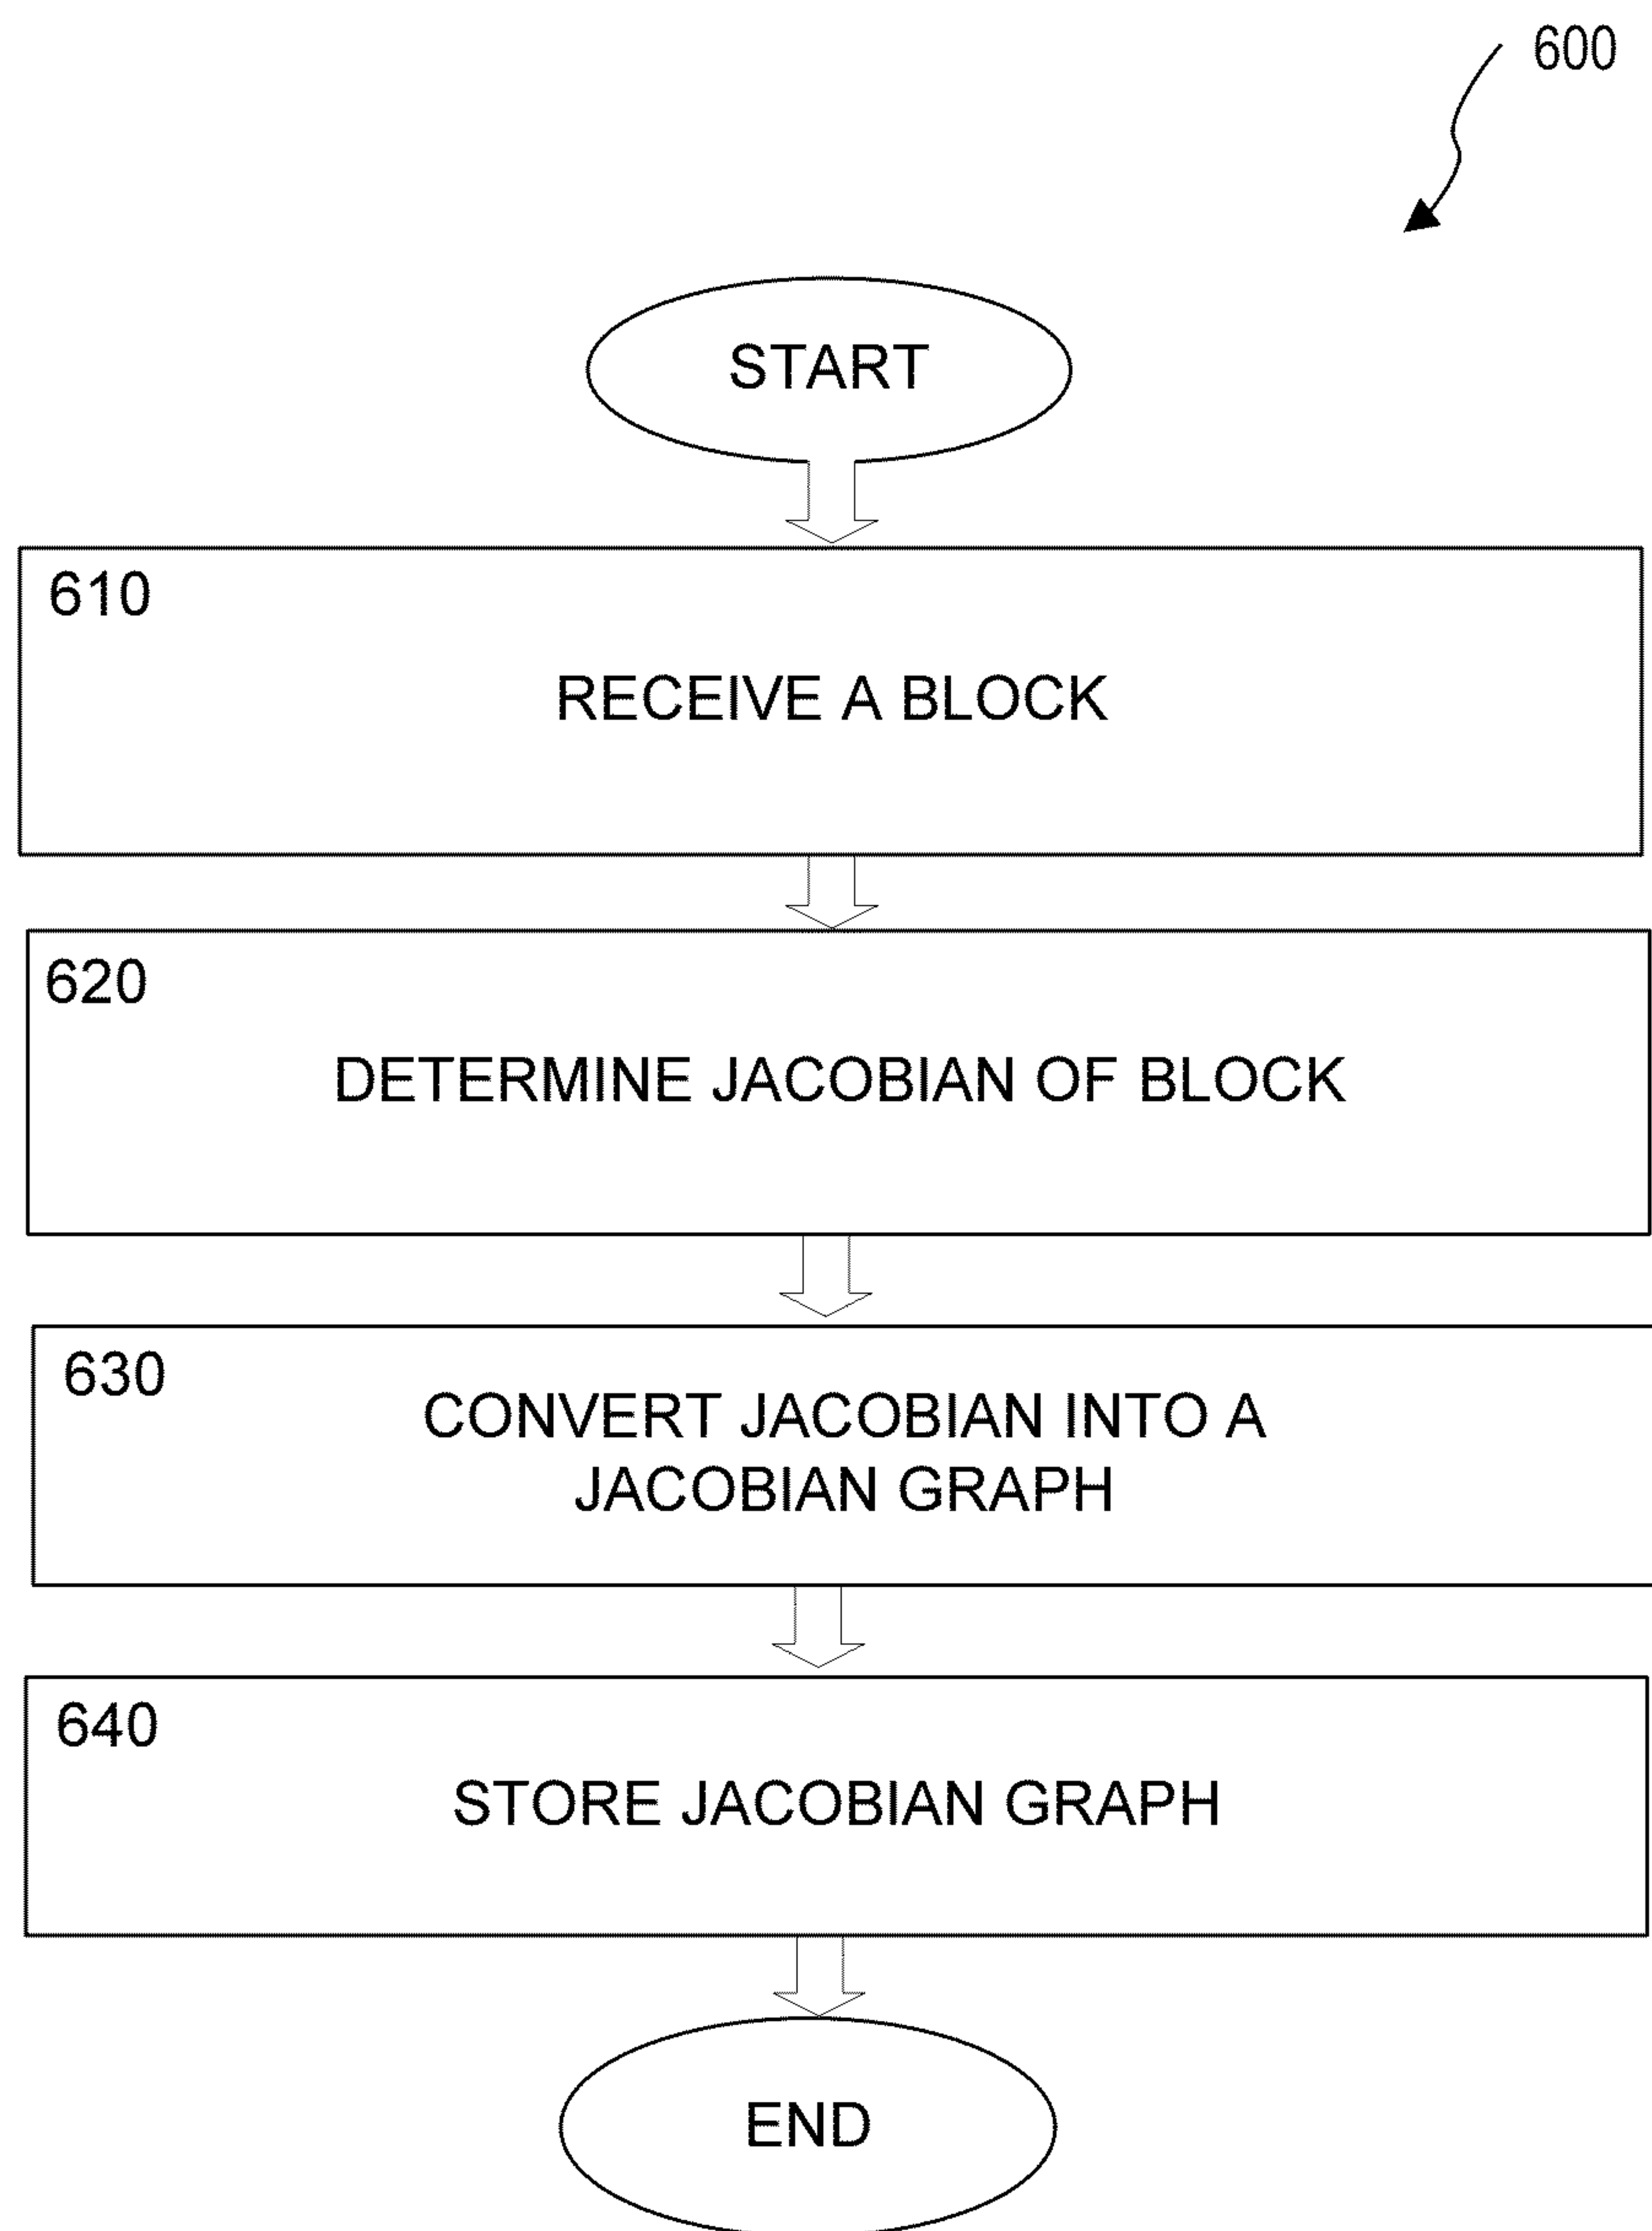 600
START
610
RECEIVE A BLOCK
620
DETERMINE JACOBIAN OF BLOCK
630
CONVERT JACOBIAN INTO A
JACOBIAN GRAPH
640
STORE JACOBIAN GRAPH
END